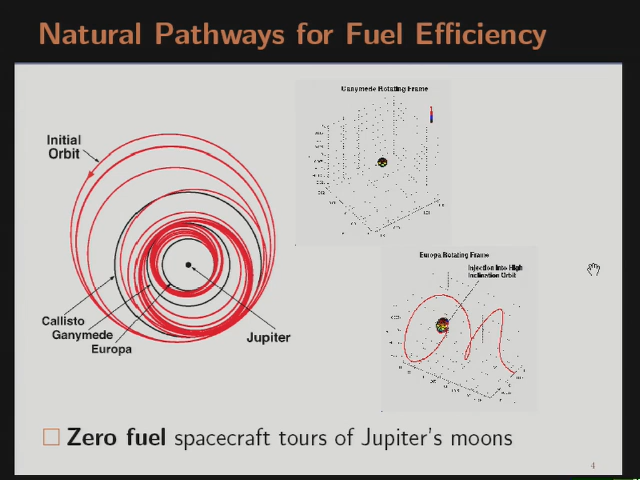 Natural Pathways for Fuel Efficiency
Initial
Orbit
Callisto
Ganymede
Europa
Jupiter
Ganymede Rotating Frame
Europa Rotating Frame
Injection into High
Inclination Orbit
Zero fuel spacecraft tours of Jupiter's moons
4